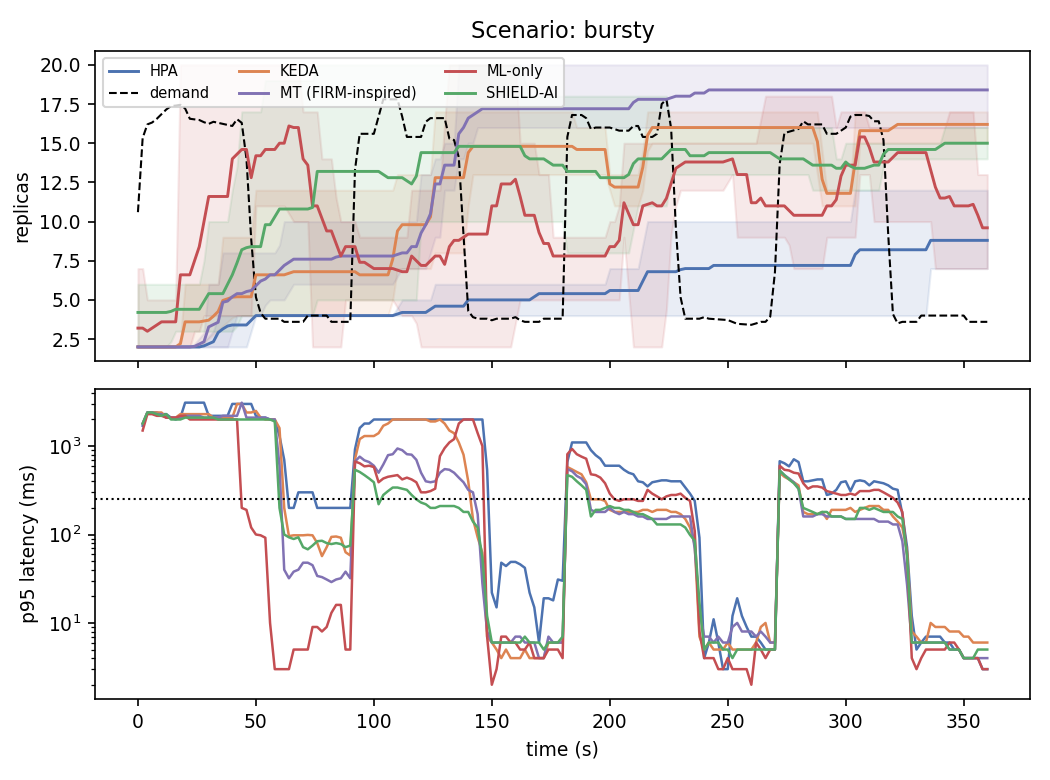 Scenario: bursty
HPA KEDA ML-only
demand MT (FIRM-inspired) SHIELD-AI
replicas
20.0
17.5
15.0
12.5
10.0
7.5
5.0
2.5
p95 latency (ms)
10³
10²
10¹
0 50 100 150 200 250 300 350
time (s)